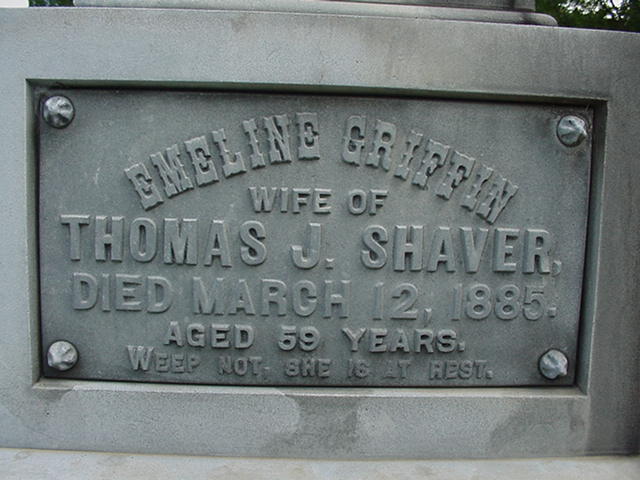 EMELINE GRIFFIN
WIFE OF
THOMAS J. SHAVER,
DIED MARCH 12, 1885.
AGED 59 YEARS.
WEEP NOT, SHE IS AT REST.